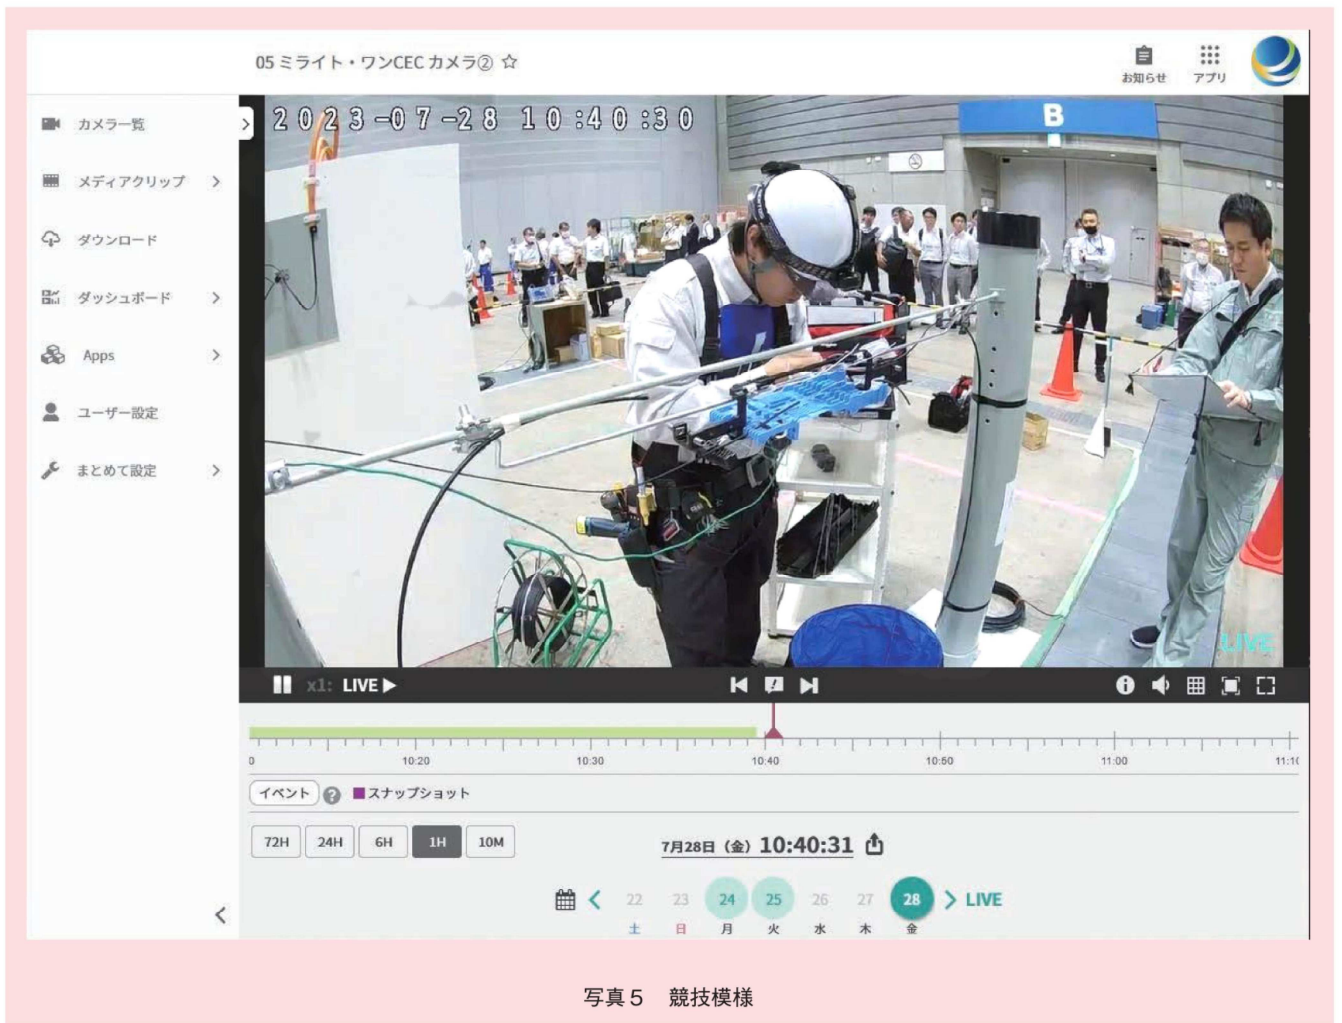 05 ミライト・ワンCEC カメラ② ☆
お知らせ
アプリ
カメラ一覧
メディアクリップ
ダウンロード
ダッシュボード
Apps
ユーザー設定
まとめて設定
2023-07-28 10:40:30
B
LIVE
x1: LIVE
0 10:20 10:30 10:40 10:50 11:00 11:10
イベント ? スナップショット
72H 24H 6H 1H 10M
7月28日（金）10:40:31
22 23 24 25 26 27 28 LIVE
土 日 月 火 水 木 金
写真５　競技模様